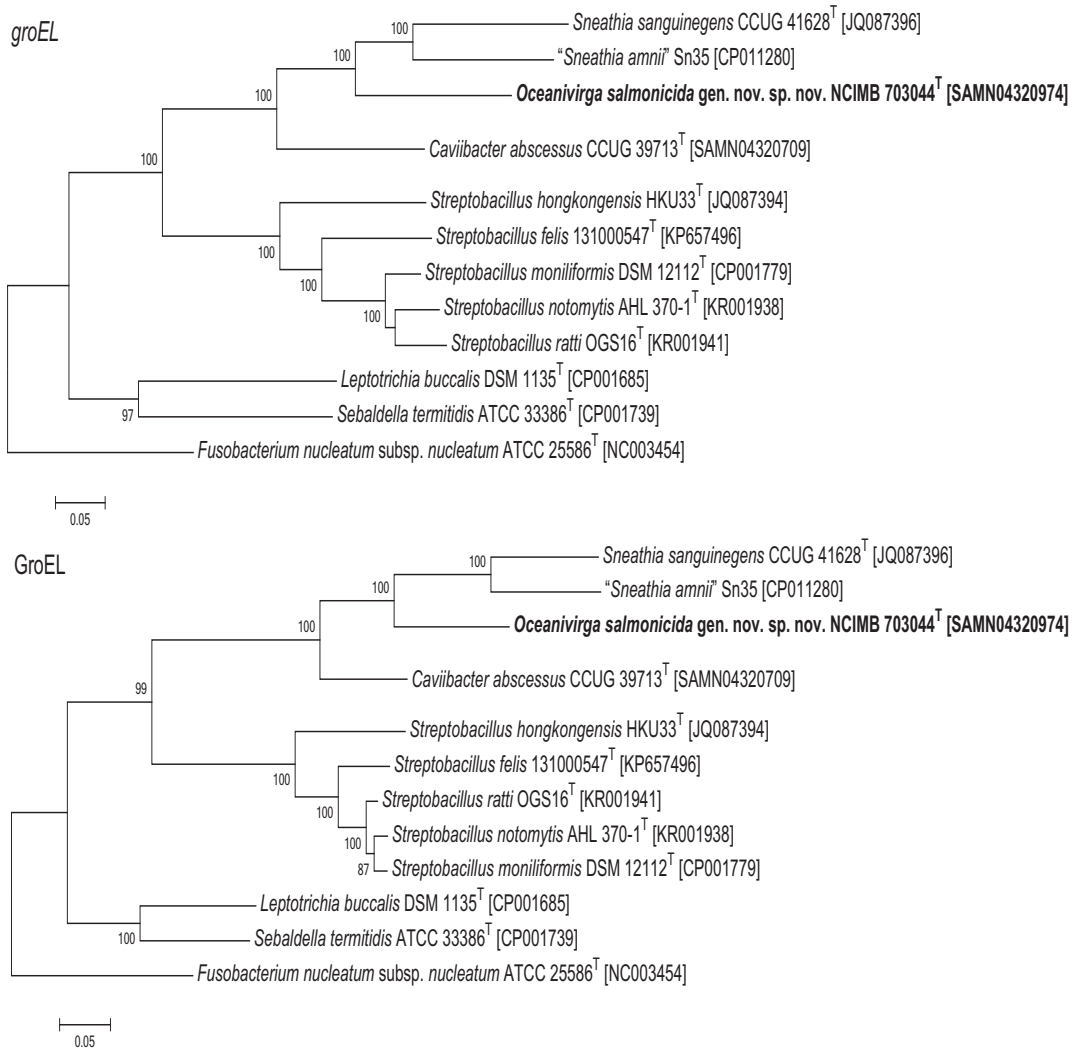 groEL
100
Sneathia sanguinegens CCUG 41628T [JQ087396]
100
"Sneathia amnii" Sn35 [CP011280]
100
Oceanivirga salmonicida gen. nov. sp. nov. NCIMB 703044T [SAMN04320974]
Caviibacter abscessus CCUG 39713T [SAMN04320709]
100
Streptobacillus hongkongensis HKU33T [JQ087394]
Streptobacillus felis 131000547T [KP657496]
100
Streptobacillus moniliformis DSM 12112T [CP001779]
100
Streptobacillus notomytis AHL 370-1T [KR001938]
100
Streptobacillus ratti OGS16T [KR001941]
Leptotrichia buccalis DSM 1135T [CP001685]
97
Sebaldella termitidis ATCC 33386T [CP001739]
Fusobacterium nucleatum subsp. nucleatum ATCC 25586T [NC003454]
0.05
GroEL
100
Sneathia sanguinegens CCUG 41628T [JQ087396]
100
"Sneathia amnii" Sn35 [CP011280]
100
Oceanivirga salmonicida gen. nov. sp. nov. NCIMB 703044T [SAMN04320974]
Caviibacter abscessus CCUG 39713T [SAMN04320709]
99
Streptobacillus hongkongensis HKU33T [JQ087394]
Streptobacillus felis 131000547T [KP657496]
100
Streptobacillus ratti OGS16T [KR001941]
100
Streptobacillus notomytis AHL 370-1T [KR001938]
100
Streptobacillus moniliformis DSM 12112T [CP001779]
87
Leptotrichia buccalis DSM 1135T [CP001685]
100
Sebaldella termitidis ATCC 33386T [CP001739]
Fusobacterium nucleatum subsp. nucleatum ATCC 25586T [NC003454]
0.05